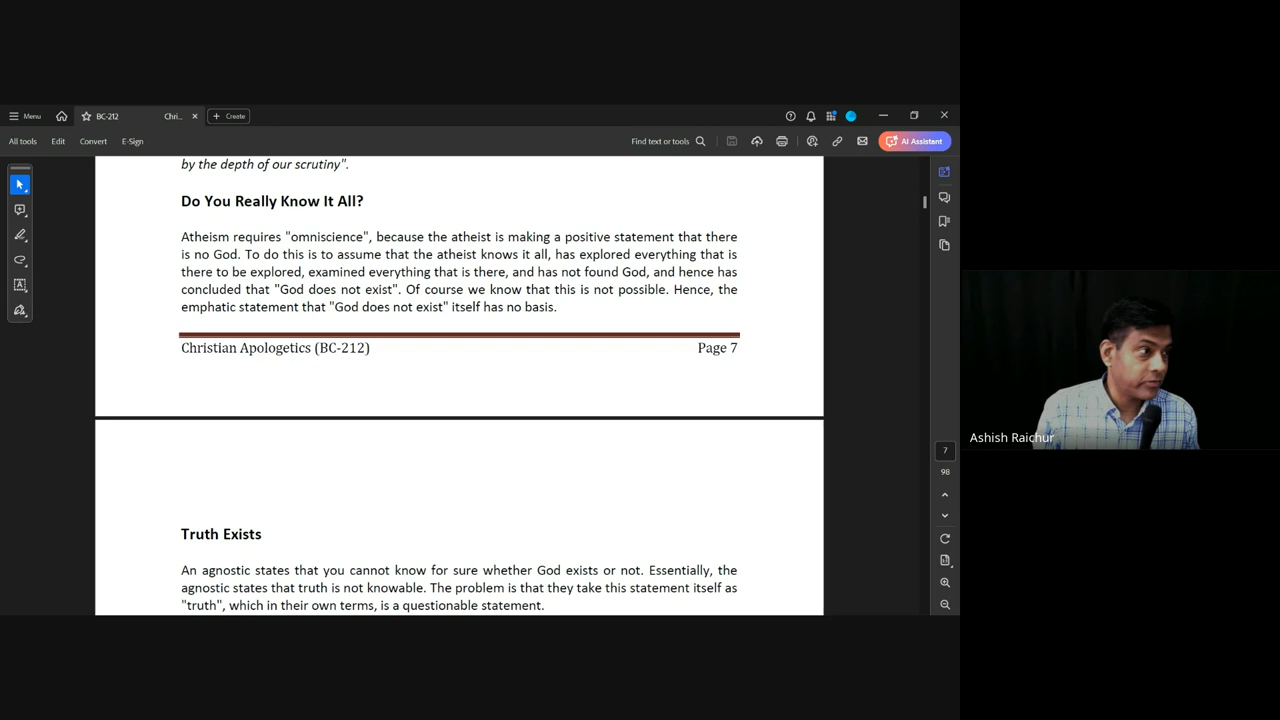 Menu
BC-212 Chri...
Create
All tools Edit Convert E-Sign
Find text or tools
AI Assistant
by the depth of our scrutiny".
Do You Really Know It All?
Atheism requires "omniscience", because the atheist is making a positive statement that there
is no God. To do this is to assume that the atheist knows it all, has explored everything that is
there to be explored, examined everything that is there, and has not found God, and hence has
concluded that "God does not exist". Of course we know that this is not possible. Hence, the
emphatic statement that "God does not exist" itself has no basis.
Christian Apologetics (BC-212) Page 7
Truth Exists
An agnostic states that you cannot know for sure whether God exists or not. Essentially, the
agnostic states that truth is not knowable. The problem is that they take this statement itself as
"truth", which in their own terms, is a questionable statement.
7
98
Ashish Raichur